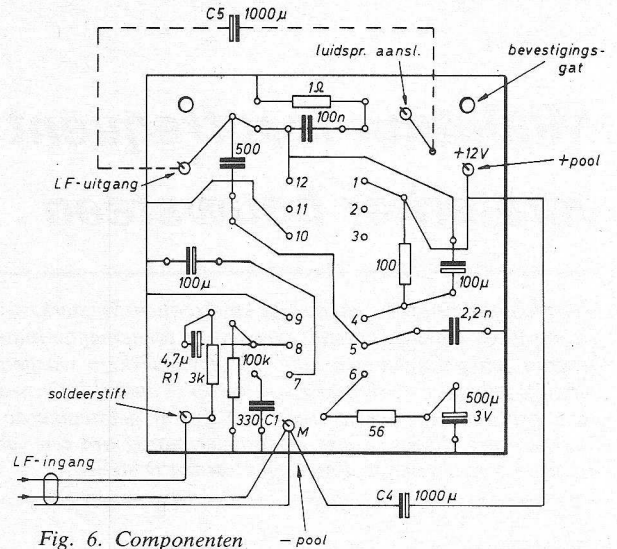 C5 1000µ
luidspr. aansl.
bevestigings-
gat
1Ω
100n
+12V
+pool
500
LF-uitgang
12
11
10
1
2
3
100
100µ
100µ
2,2n
9
8
7
4
5
6
4,7µ
R1 3k
100k
330 C1
M
56
500µ
3V
soldeerstift
LF-ingang
C4 1000µ
Fig. 6. Componenten
- pool